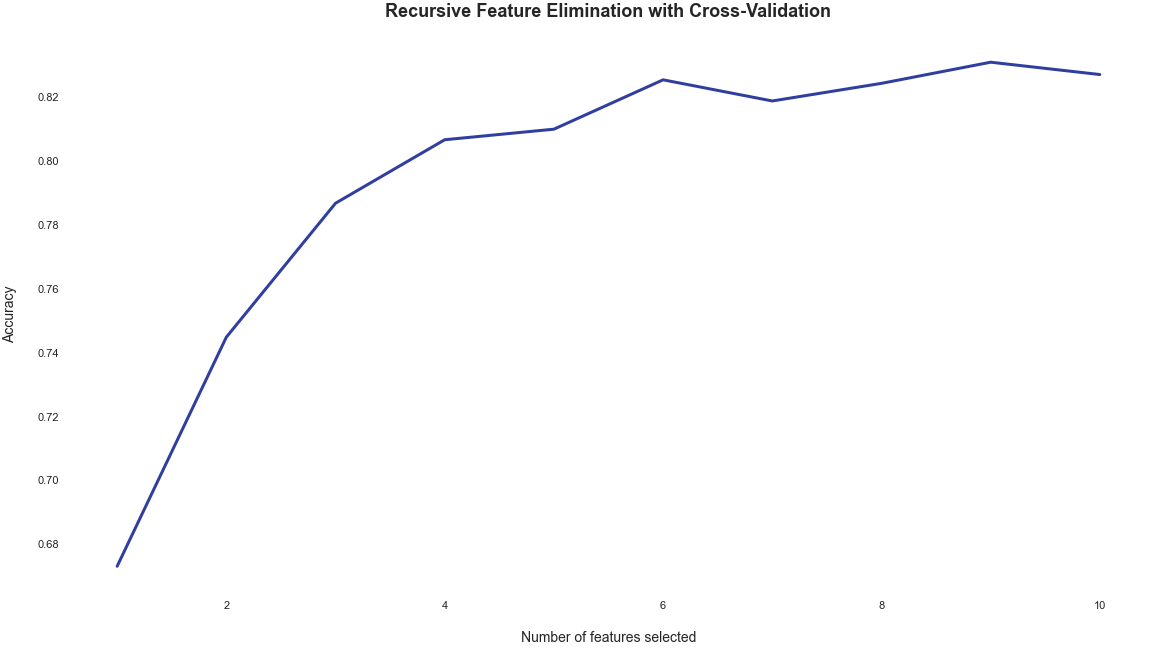 Recursive Feature Elimination with Cross-Validation
0.82
0.80
0.78
0.76
0.74
0.72
0.70
0.68
Accuracy
2 4 6 8 10
Number of features selected